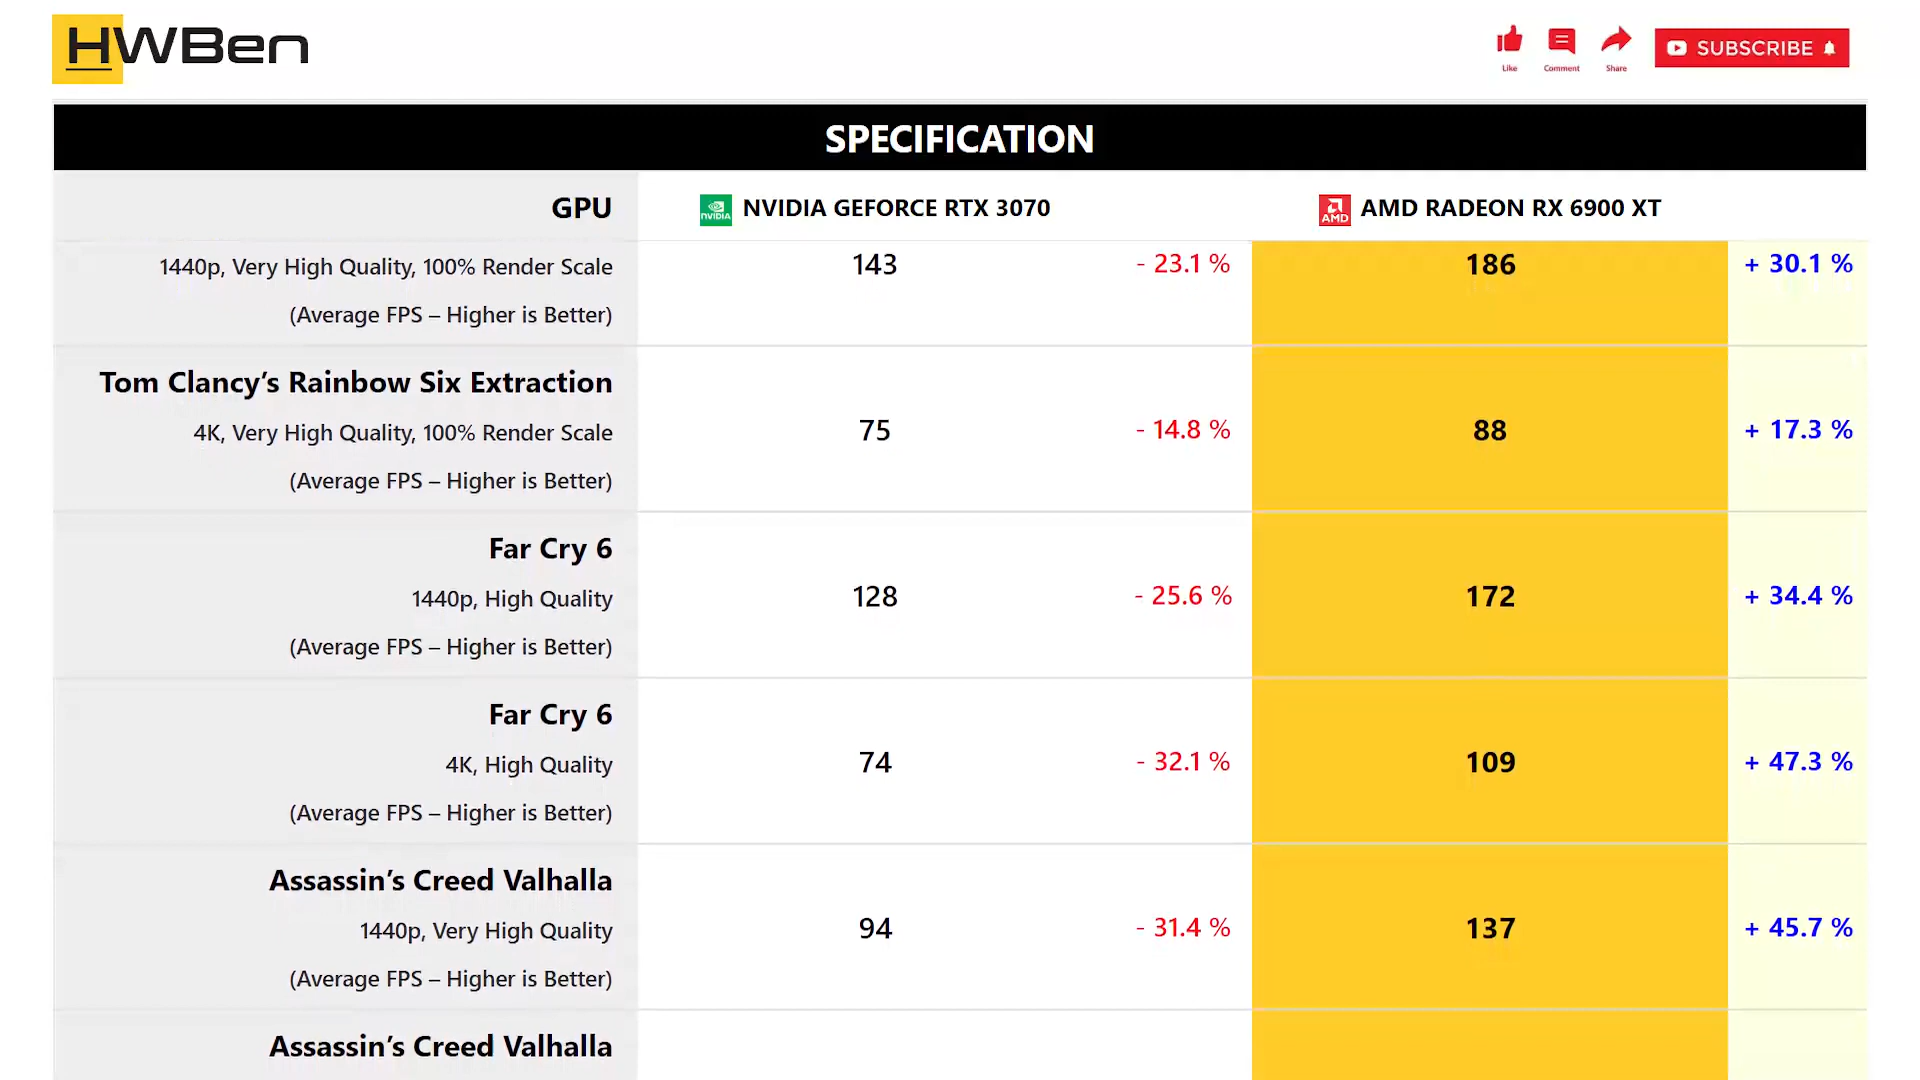 HWBen
Like
Comment
Share
SUBSCRIBE
SPECIFICATION
GPU
NVIDIA
NVIDIA GEFORCE RTX 3070
AMD
AMD RADEON RX 6900 XT
1440p, Very High Quality, 100% Render Scale
(Average FPS – Higher is Better)
143
- 23.1 %
186
+ 30.1 %
Tom Clancy’s Rainbow Six Extraction
4K, Very High Quality, 100% Render Scale
(Average FPS – Higher is Better)
75
- 14.8 %
88
+ 17.3 %
Far Cry 6
1440p, High Quality
(Average FPS – Higher is Better)
128
- 25.6 %
172
+ 34.4 %
Far Cry 6
4K, High Quality
(Average FPS – Higher is Better)
74
- 32.1 %
109
+ 47.3 %
Assassin’s Creed Valhalla
1440p, Very High Quality
(Average FPS – Higher is Better)
94
- 31.4 %
137
+ 45.7 %
Assassin’s Creed Valhalla